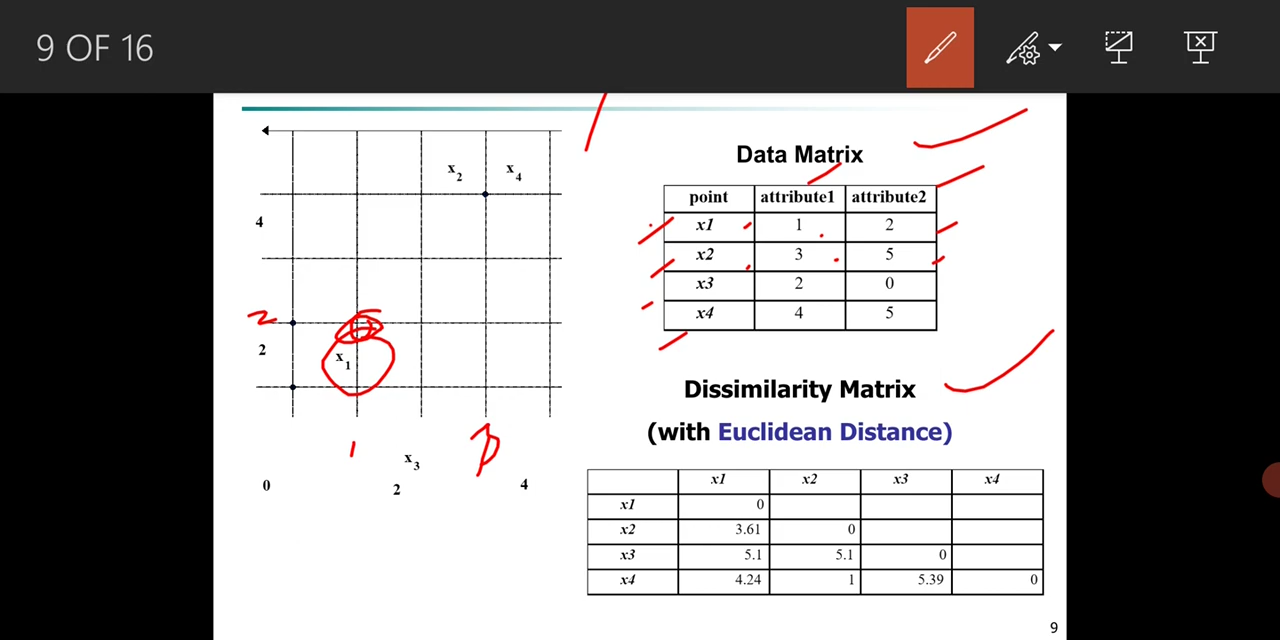 9 OF 16
x2 x4
4
2
2
x1
1 3
x3
0 2 4
Data Matrix
point attribute1 attribute2
x1 1 2
x2 3 5
x3 2 0
x4 4 5
Dissimilarity Matrix
(with Euclidean Distance)
x1 x2 x3 x4
x1 0
x2 3.61 0
x3 5.1 5.1 0
x4 4.24 1 5.39 0
9